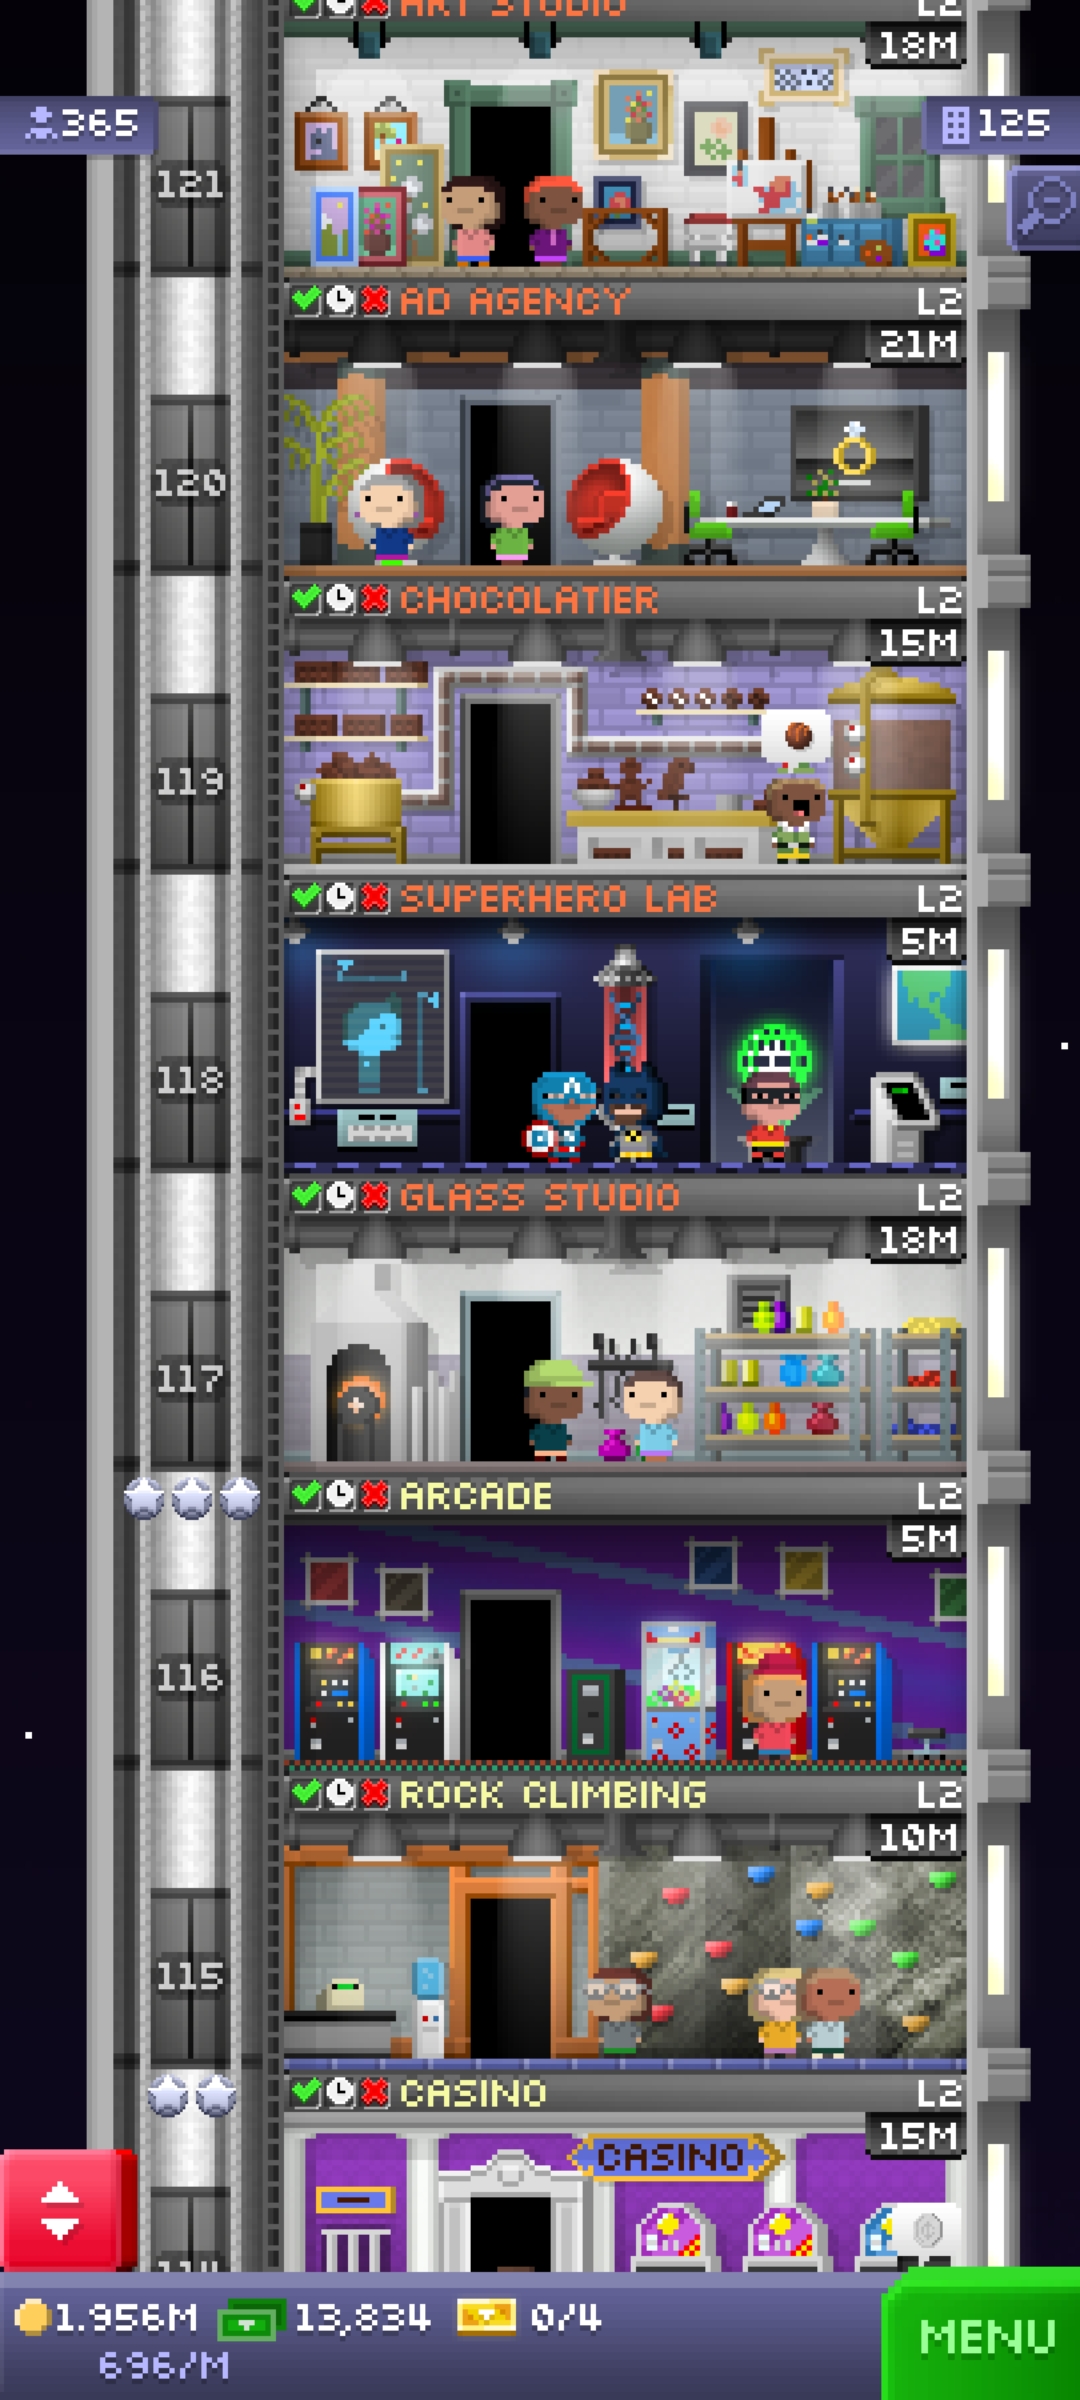 ART STUDIO L2
18M
365
125
121
AD AGENCY L2
21M
120
CHOCOLATIER L2
15M
119
SUPERHERO LAB L2
5M
118
GLASS STUDIO L2
18M
117
ARCADE L2
5M
116
ROCK CLIMBING L2
10M
115
CASINO L2
15M
CASINO
114
1.956M 13,834 0/4
696/M
MENU